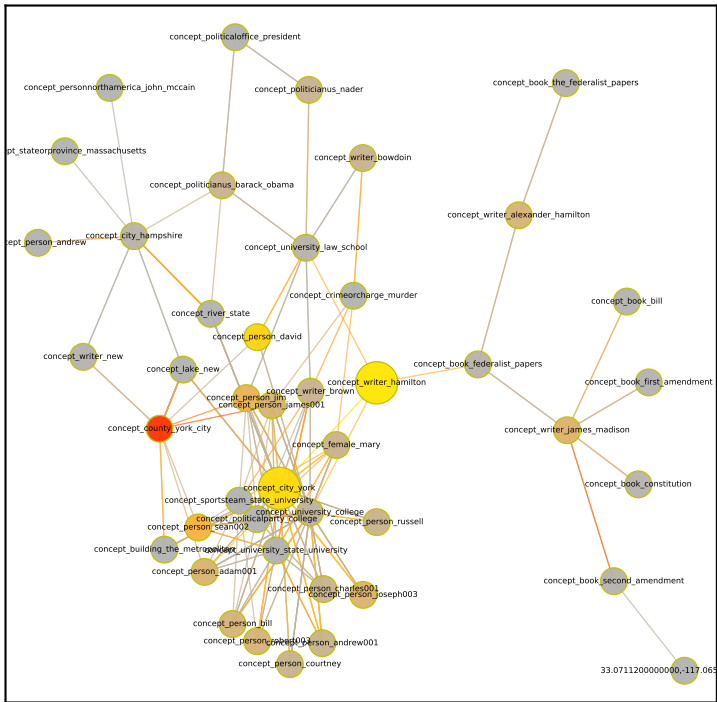 concept_politicaloffice_president
concept_book_the_federalist_papers
concept_personnorthamerica_john_mccain
concept_politicianus_nader
pt_stateorprovince_massachusetts
concept_writer_bowdoin
concept_politicianus_barack_obama
concept_writer_alexander_hamilton
concept_city_hampshire
cept_person_andrew
concept_university_law_school
concept_crimeorcharge_murder
concept_book_bill
concept_river_state
concept_person_david
concept_writer_new
concept_lake_new
concept_book_federalist_papers
concept_writer_hamilton
concept_book_first_amendment
concept_writer_brown
concept_person_jim
concept_person_james001
concept_county_york_city
concept_writer_james_madison
concept_female_mary
concept_book_constitution
concept_city_york
concept_sportsteam_state_university
concept_university_college
concept_politicalparty_college
concept_person_russell
concept_person_sean002
concept_building_the_metropolitan
concept_university_state_university
concept_person_adam001
concept_book_second_amendment
concept_person_charles001
concept_person_joseph003
concept_person_bill
concept_person_robert003
concept_person_andrew001
concept_person_courtney
33.0711200000000,-117.065